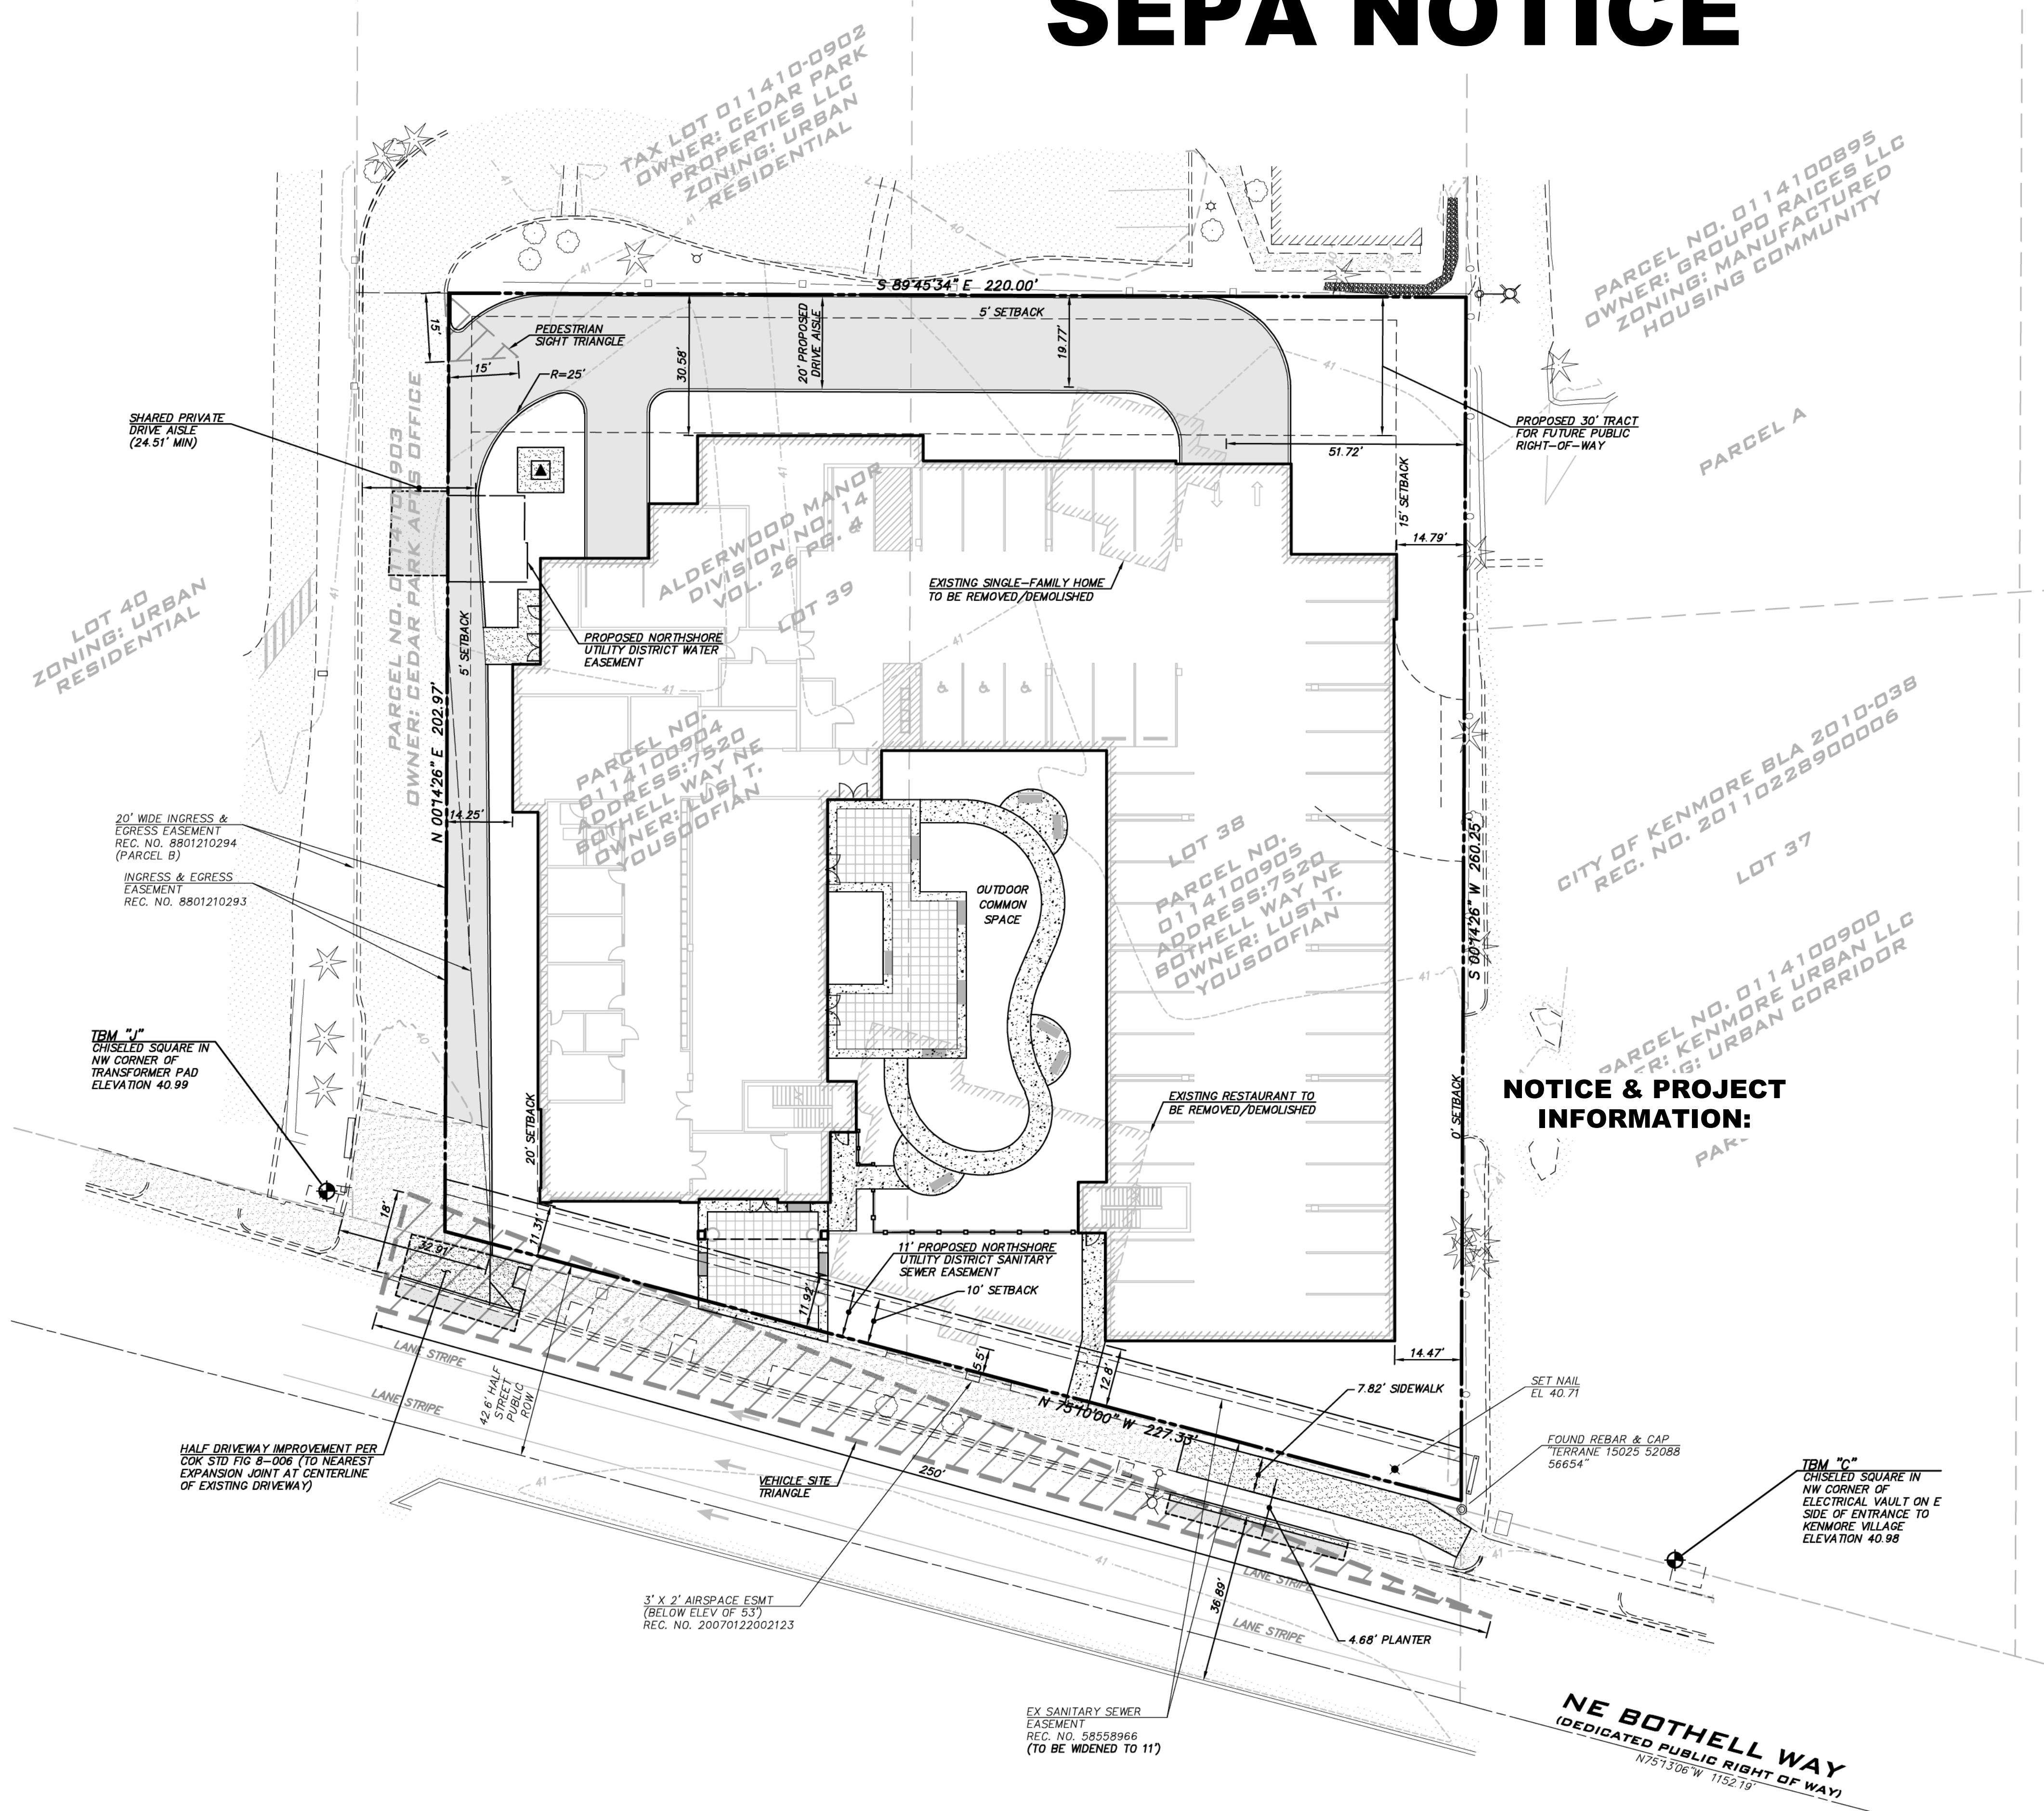 SEPA NOTICE
TAX LOT 011410-0902
OWNER: CEDAR PARK
PROPERTIES LLC
ZONING: URBAN
RESIDENTIAL
PARCEL NO. 0114100895
OWNER: GROUPO RAICES LLC
ZONING: MANUFACTURED
HOUSING COMMUNITY
S 89°45'34" E 220.00'
5' SETBACK
15'
PEDESTRIAN
SIGHT TRIANGLE
15'
R=25'
30.58'
20' PROPOSED
DRIVE AISLE
19.77'
SHARED PRIVATE
DRIVE AISLE
(24.51' MIN)
PROPOSED 30' TRACT
FOR FUTURE PUBLIC
RIGHT-OF-WAY
51.72'
15' SETBACK
14.79'
PARCEL A
PARCEL NO. 0114100903
OWNER: CEDAR PARK APTS OFFICE
ALDERWOOD MANOR
DIVISION NO. 14
VOL. 26 PG. 4
LOT 39
EXISTING SINGLE-FAMILY HOME
TO BE REMOVED/DEMOLISHED
LOT 40
ZONING: URBAN
RESIDENTIAL
5' SETBACK
PROPOSED NORTHSHORE
UTILITY DISTRICT WATER
EASEMENT
N 00°14'26" E 202.97'
PARCEL NO.
0114100904
ADDRESS:7520
BOTHELL WAY NE
OWNER: LUSI T.
YOUSOOFIAN
14.25'
20' WIDE INGRESS &
EGRESS EASEMENT
REC. NO. 8801210294
(PARCEL B)
INGRESS & EGRESS
EASEMENT
REC. NO. 8801210293
OUTDOOR
COMMON
SPACE
LOT 38
PARCEL NO.
0114100905
ADDRESS:7520
BOTHELL WAY NE
OWNER: LUSI T.
YOUSOOFIAN
S 00°14'26" W 260.25'
CITY OF KENMORE BLA 2010-038
REC. NO. 20110228900006
LOT 37
PARCEL NO. 0114100900
ER: KENMORE URBAN LLC
G: URBAN CORRIDOR
NOTICE & PROJECT
INFORMATION:
PAR
TBM "J"
CHISELED SQUARE IN
NW CORNER OF
TRANSFORMER PAD
ELEVATION 40.99
20' SETBACK
EXISTING RESTAURANT TO
BE REMOVED/DEMOLISHED
0' SETBACK
18'
32.91'
11.31'
11.92'
11' PROPOSED NORTHSHORE
UTILITY DISTRICT SANITARY
SEWER EASEMENT
10' SETBACK
5.5'
12.8'
14.47'
LANE STRIPE
LANE STRIPE
42.6' HALF
STREET
PUBLIC
ROW
N 75°10'00" W 227.33'
7.82' SIDEWALK
SET NAIL
EL 40.71
HALF DRIVEWAY IMPROVEMENT PER
COK STD FIG 8-006 (TO NEAREST
EXPANSION JOINT AT CENTERLINE
OF EXISTING DRIVEWAY)
VEHICLE SITE
TRIANGLE
250'
FOUND REBAR & CAP
"TERRANE 15025 52088
56654"
TBM "C"
CHISELED SQUARE IN
NW CORNER OF
ELECTRICAL VAULT ON E
SIDE OF ENTRANCE TO
KENMORE VILLAGE
ELEVATION 40.98
3' X 2' AIRSPACE ESMT
(BELOW ELEV OF 53')
REC. NO. 20070122002123
36.89'
LANE STRIPE
LANE STRIPE
4.68' PLANTER
EX SANITARY SEWER
EASEMENT
REC. NO. 58558966
(TO BE WIDENED TO 11')
NE BOTHELL WAY
(DEDICATED PUBLIC RIGHT OF WAY)
N75°13'06"W 1152.19'